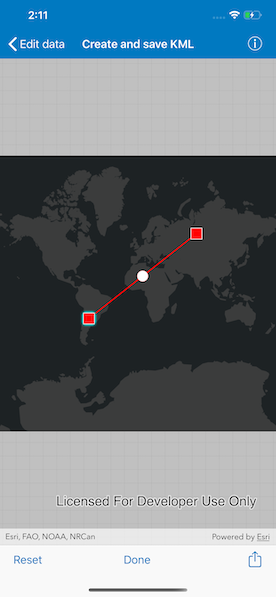 2:11
Edit data
Create and save KML
Licensed For Developer Use Only
Esri, FAO, NOAA, NRCan
Powered by Esri
Reset
Done